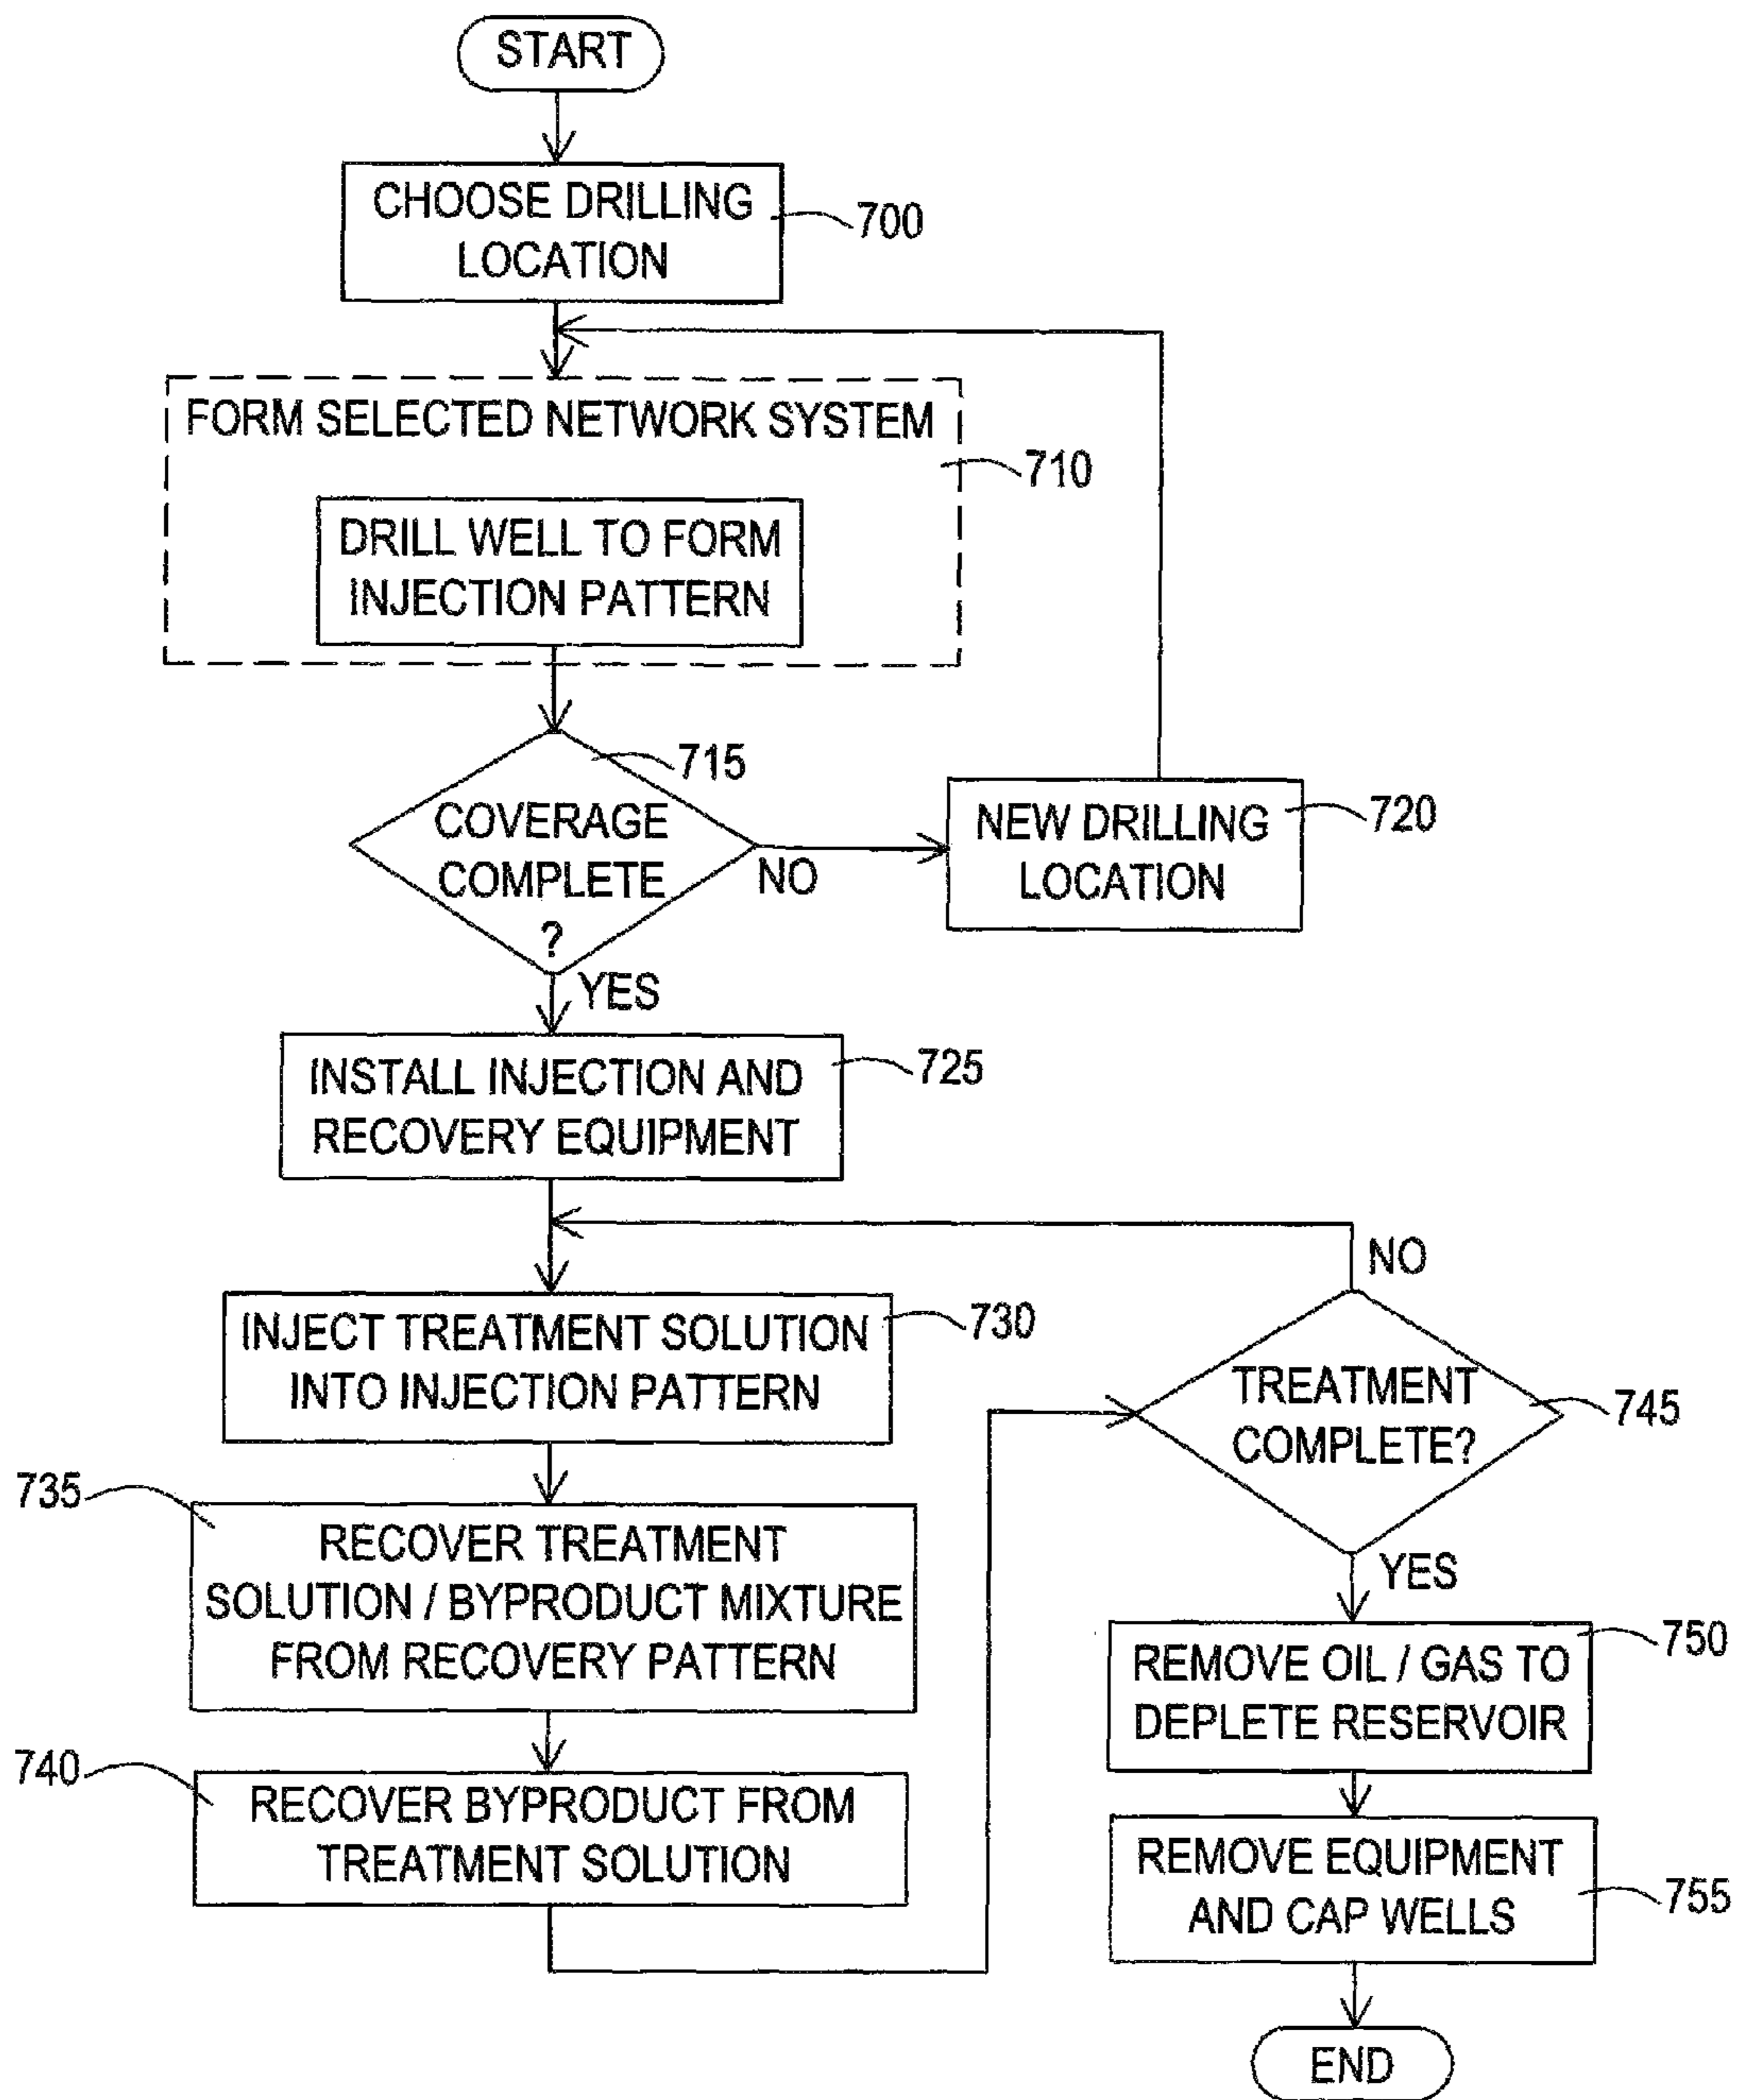 START
CHOOSE DRILLING
LOCATION
700
FORM SELECTED NETWORK SYSTEM
710
DRILL WELL TO FORM
INJECTION PATTERN
715
COVERAGE
COMPLETE
?
NO
NEW DRILLING
LOCATION
720
YES
INSTALL INJECTION AND
RECOVERY EQUIPMENT
725
INJECT TREATMENT SOLUTION
INTO INJECTION PATTERN
730
735
RECOVER TREATMENT
SOLUTION / BYPRODUCT MIXTURE
FROM RECOVERY PATTERN
740
RECOVER BYPRODUCT FROM
TREATMENT SOLUTION
NO
TREATMENT
COMPLETE?
745
YES
REMOVE OIL / GAS TO
DEPLETE RESERVOIR
750
REMOVE EQUIPMENT
AND CAP WELLS
755
END